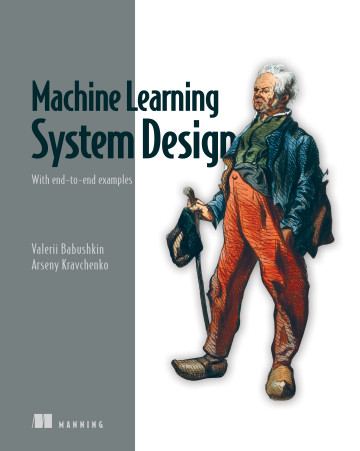 Machine Learning
System Design
With end-to-end examples
Valerii Babushkin
Arseny Kravchenko
MANNING